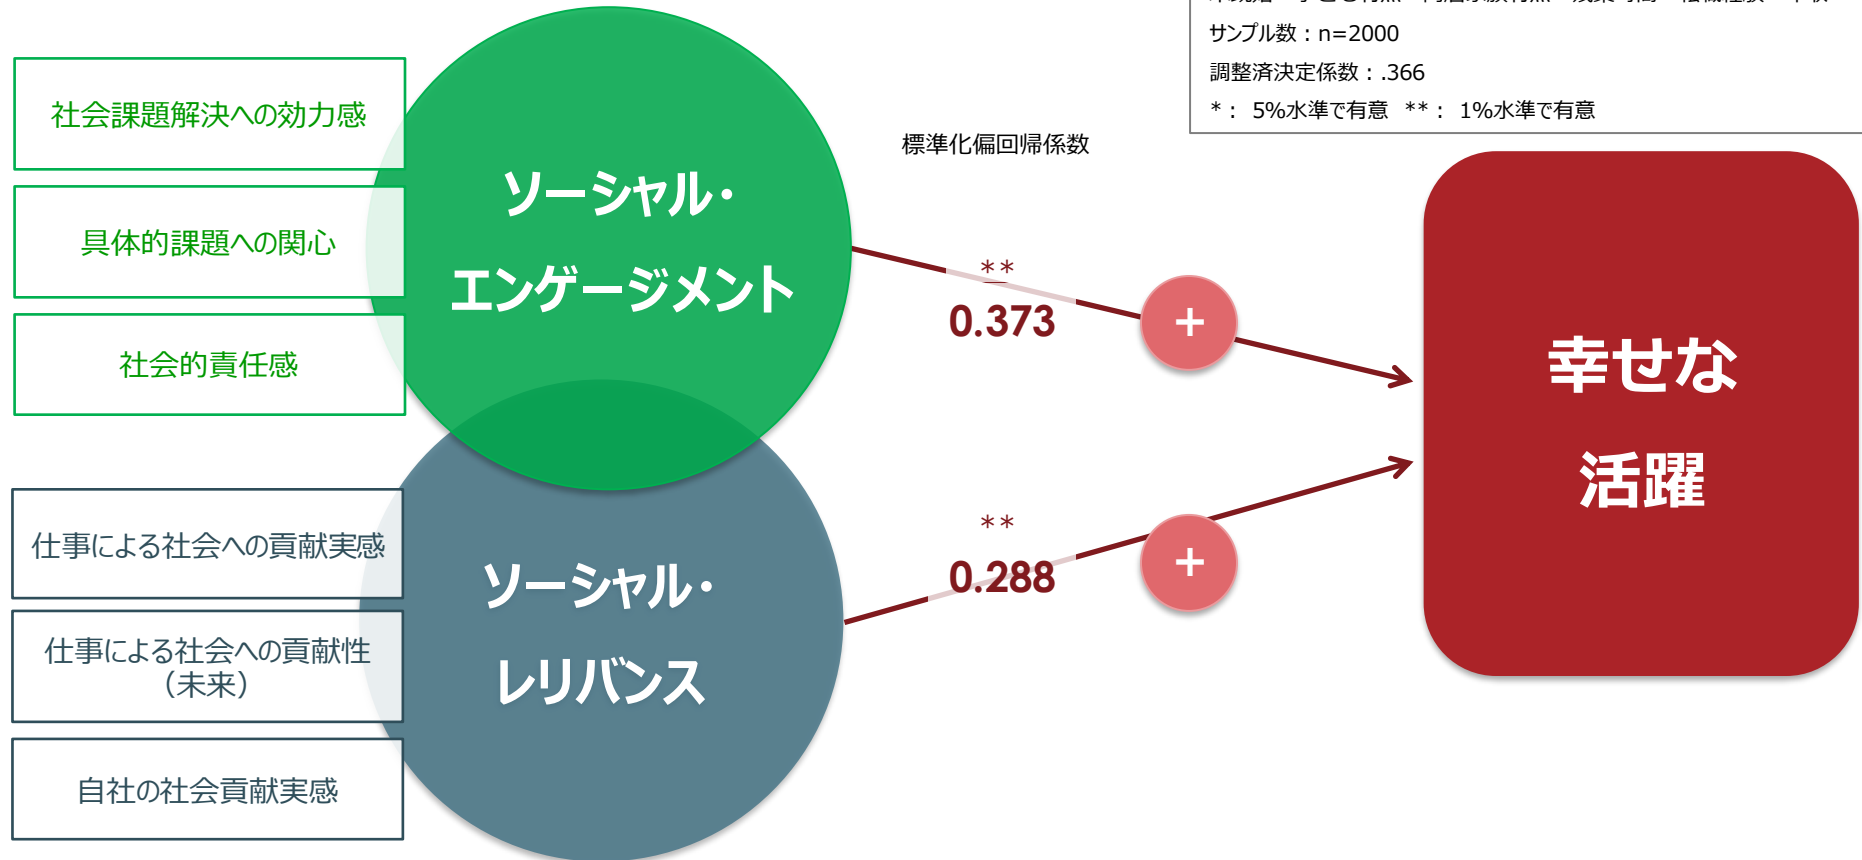 サンプル数：n=2000
調整済決定係数：.366
*： 5%水準で有意 **： 1%水準で有意
標準化偏回帰係数
社会課題解決への効力感
具体的課題への関心
社会的責任感
ソーシャル・
エンゲージメント
**
0.373
+
仕事による社会への貢献実感
仕事による社会への貢献性
（未来）
自社の社会貢献実感
ソーシャル・
レリバンス
**
0.288
+
幸せな
活躍